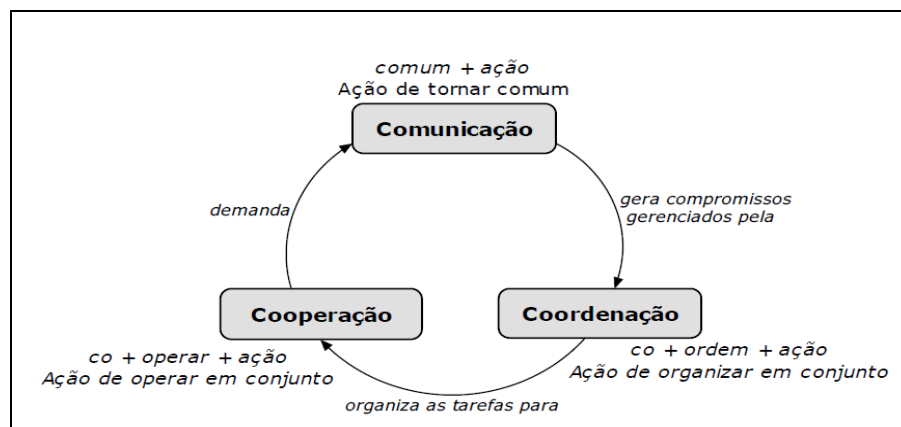 comum + ação
Ação de tornar comum
Comunicação
gera compromissos
gerenciados pela
demanda
Cooperação
Coordenação
co + operar + ação
Ação de operar em conjunto
co + ordem + ação
Ação de organizar em conjunto
organiza as tarefas para